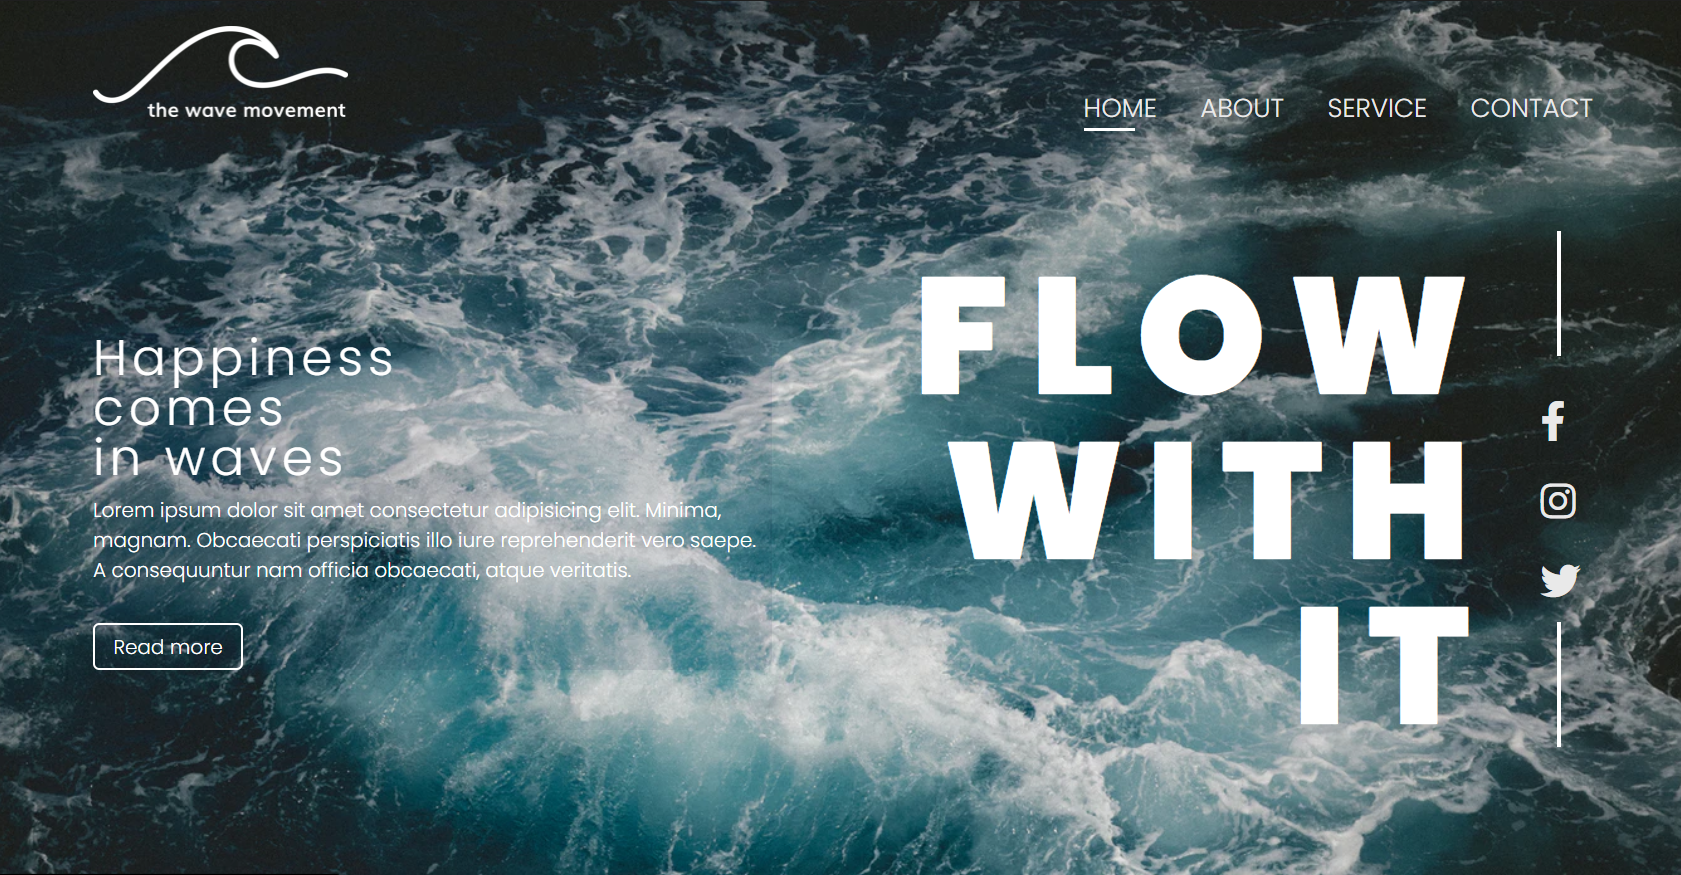 the wave movement
HOME ABOUT SERVICE CONTACT
FLOW
WITH
IT
Happiness
comes
in waves
Lorem ipsum dolor sit amet consectetur adipisicing elit. Minima,
magnam. Obcaecati perspiciatis illo iure reprehenderit vero saepe.
A consequuntur nam officia obcaecati, atque veritatis.
Read more